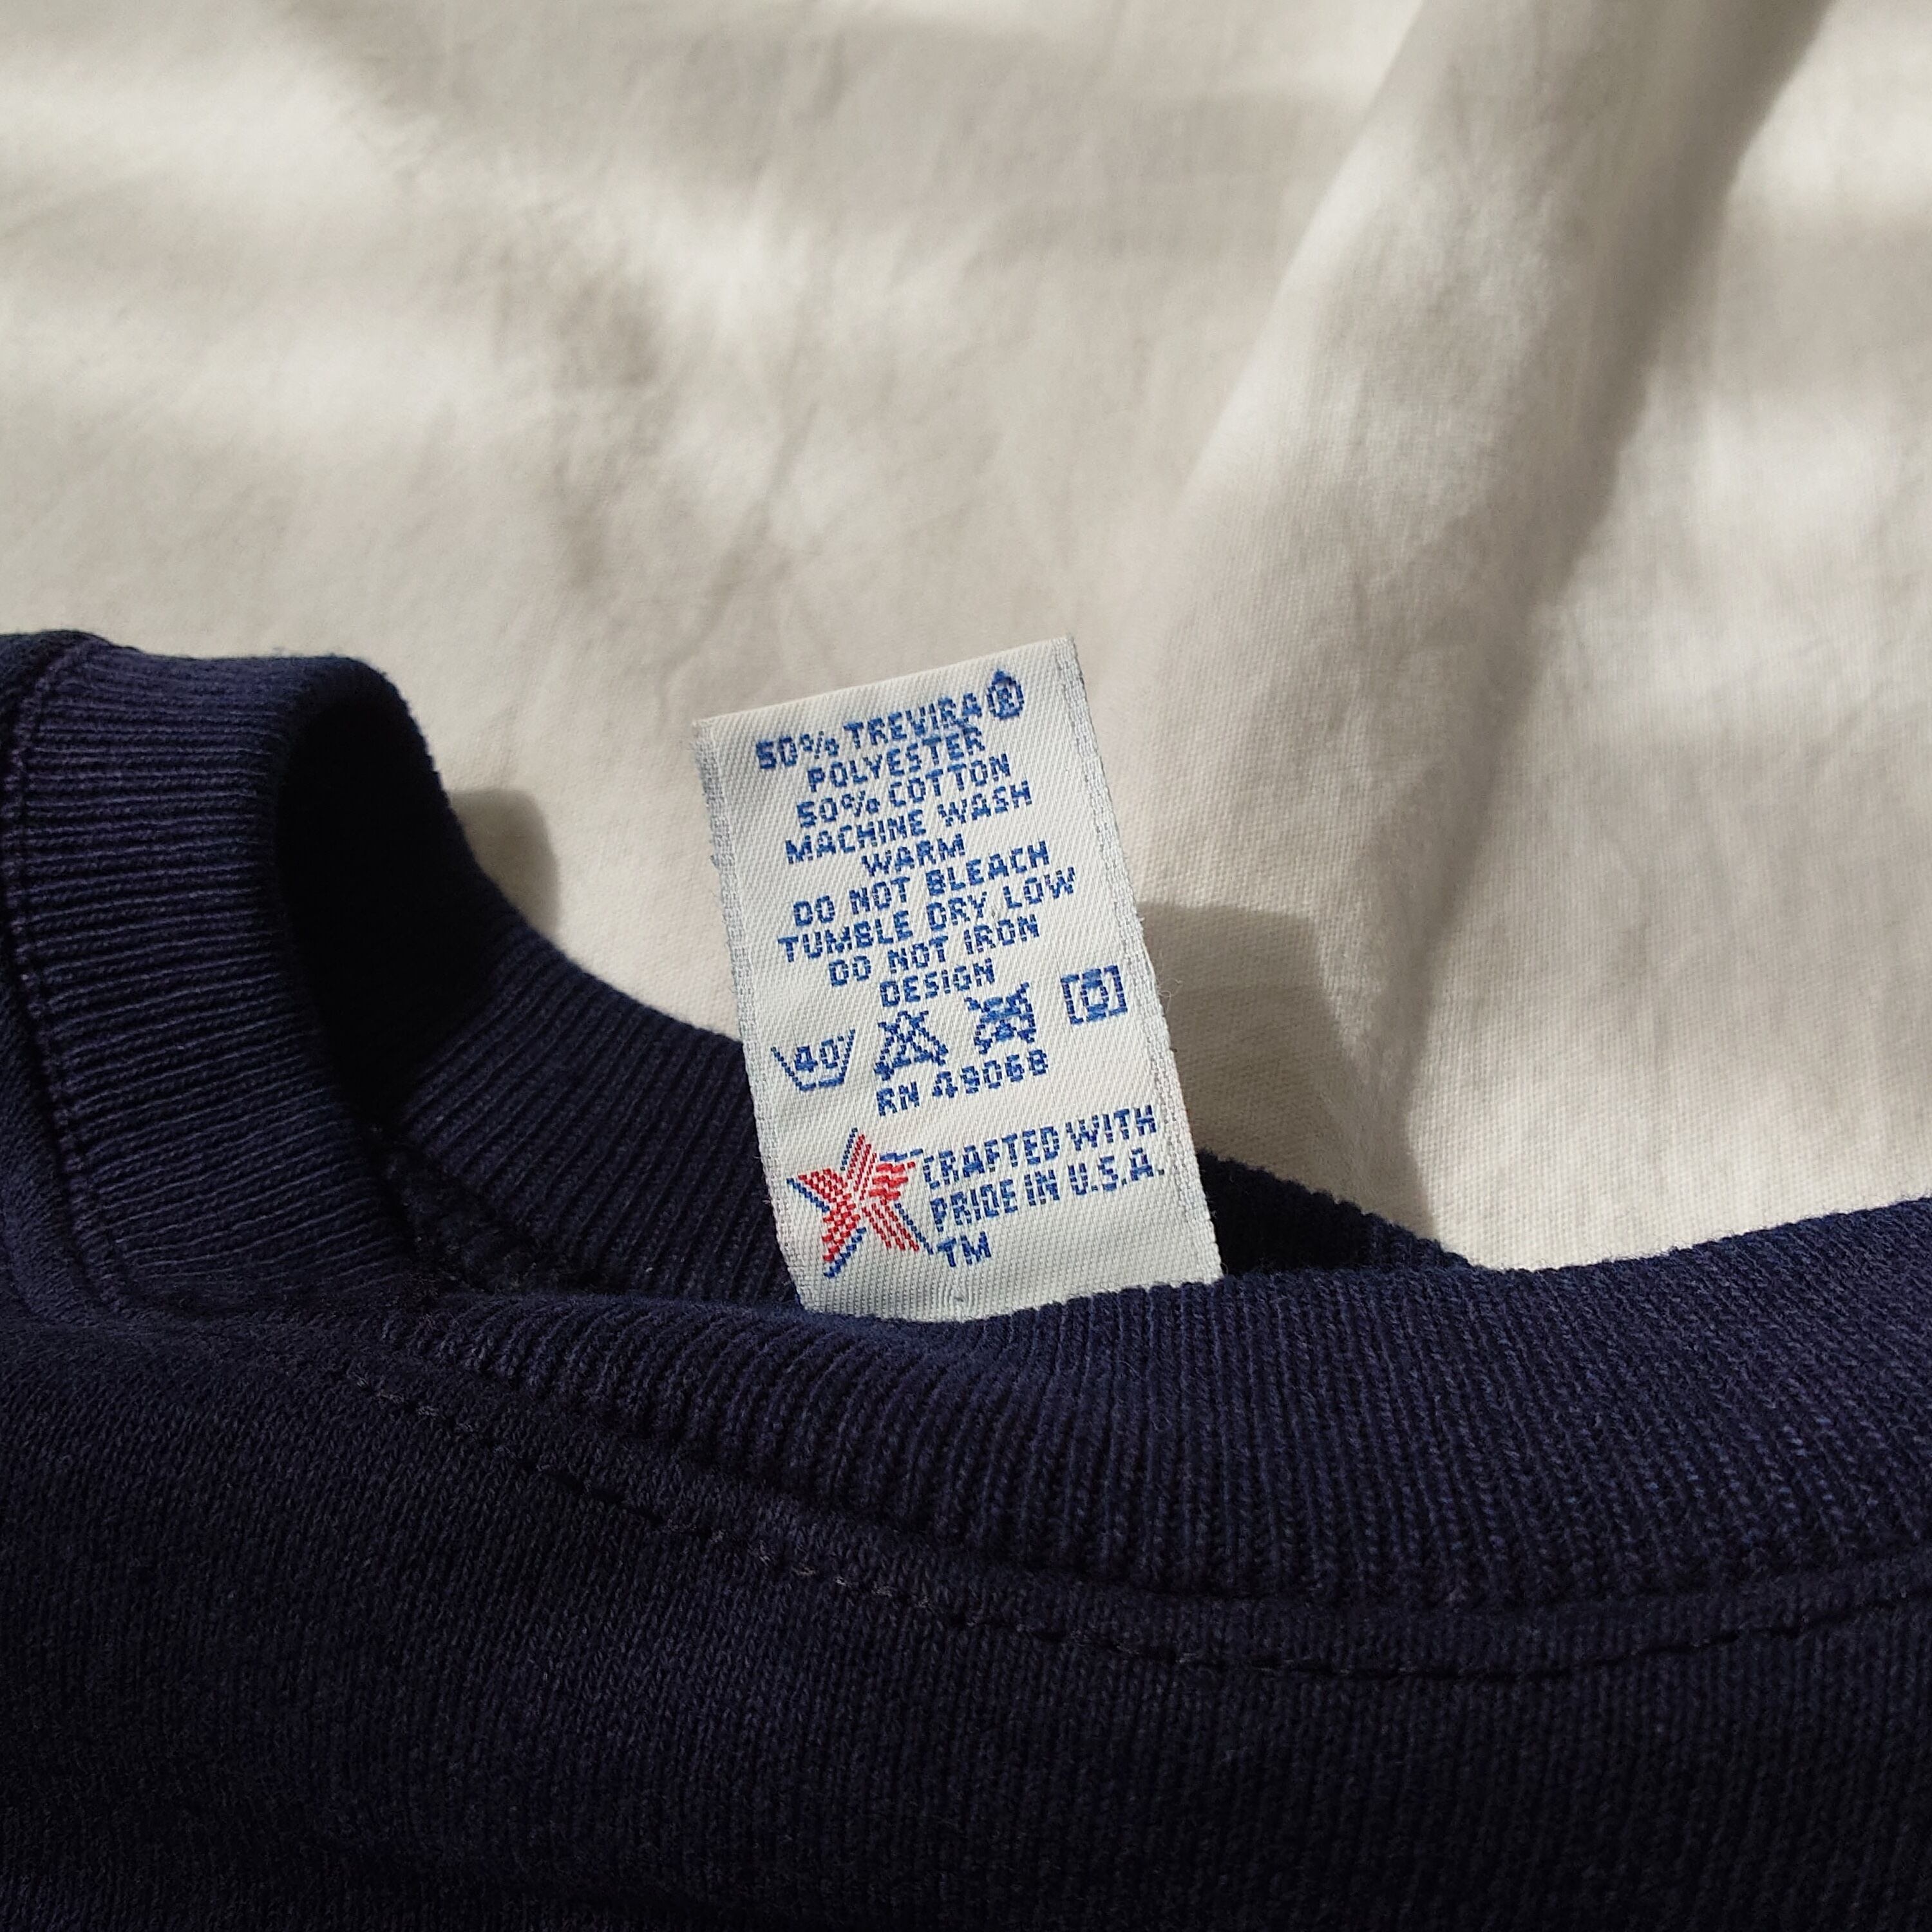 50% TREVIRA®
POLYESTER
50% COTTON
MACHINE WASH
WARM
DO NOT BLEACH
TUMBLE DRY LOW
DO NOT IRON
DESIGN
40°
RN 49068
CRAFTED WITH
PRIDE IN U.S.A.
TM